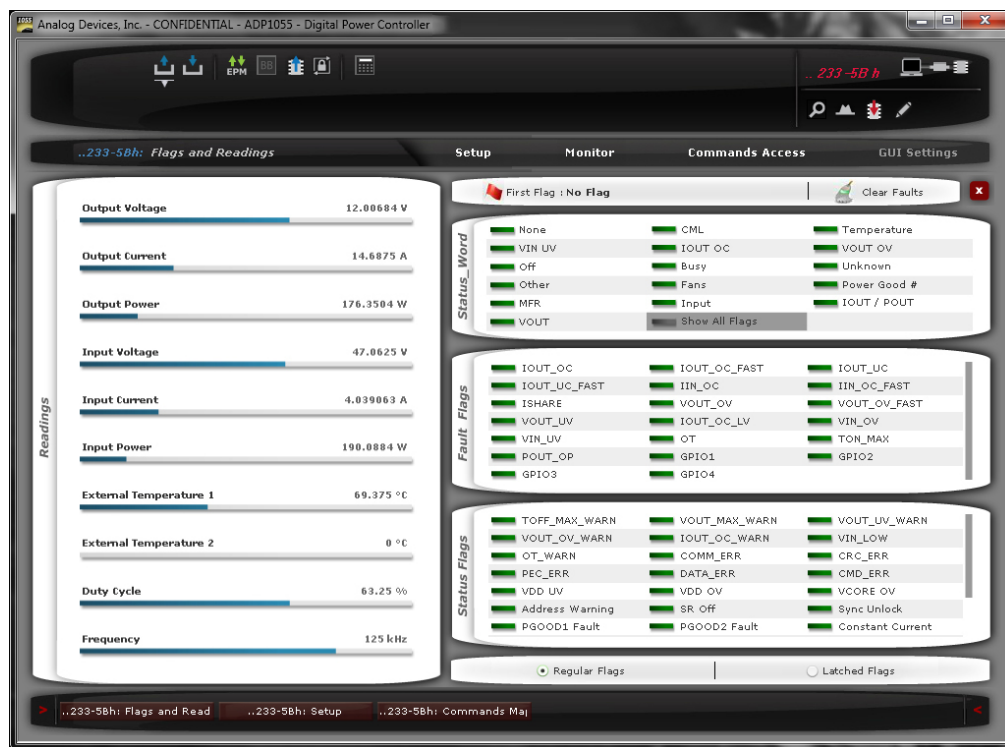 1055 Analog Devices, Inc. - CONFIDENTIAL - ADP1055 - Digital Power Controller
EPM
BB
.. 233-5B h
..233-5Bh: Flags and Readings
Setup Monitor Commands Access GUI Settings
Readings
Output Voltage 12.00684 V
Output Current 14.6875 A
Output Power 176.3504 W
Input Voltage 47.0625 V
Input Current 4.039063 A
Input Power 190.0884 W
External Temperature 1 69.375 °C
External Temperature 2 0 °C
Duty Cycle 63.25 %
Frequency 125 kHz
First Flag : No Flag Clear Faults x
Status_Word
None CML Temperature
VIN UV IOUT OC VOUT OV
Off Busy Unknown
Other Fans Power Good #
MFR Input IOUT / POUT
VOUT Show All Flags
Fault Flags
IOUT_OC IOUT_OC_FAST IOUT_UC
IOUT_UC_FAST IIN_OC IIN_OC_FAST
ISHARE VOUT_OV VOUT_OV_FAST
VOUT_UV IOUT_OC_LV VIN_OV
VIN_UV OT TON_MAX
POUT_OP GPIO1 GPIO2
GPIO3 GPIO4
Status Flags
TOFF_MAX_WARN VOUT_MAX_WARN VOUT_UV_WARN
VOUT_OV_WARN IOUT_OC_WARN VIN_LOW
OT_WARN COMM_ERR CRC_ERR
PEC_ERR DATA_ERR CMD_ERR
VDD UV VDD OV VCORE OV
Address Warning SR Off Sync Unlock
PGOOD1 Fault PGOOD2 Fault Constant Current
Regular Flags Latched Flags
> ..233-5Bh: Flags and Read ..233-5Bh: Setup ..233-5Bh: Commands Ma <